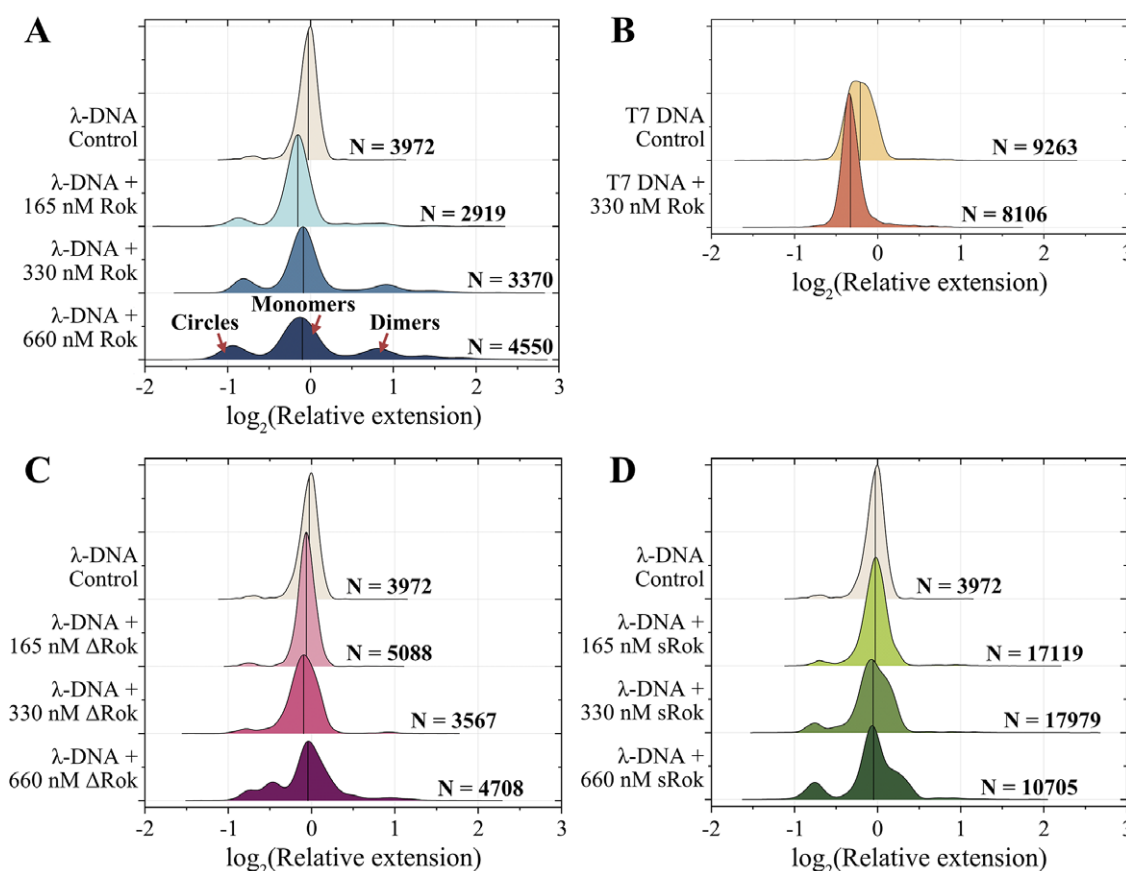 A
λ-DNA
Control
N = 3972
λ-DNA +
165 nM Rok
N = 2919
λ-DNA +
330 nM Rok
N = 3370
λ-DNA +
660 nM Rok
Circles
Monomers
Dimers
N = 4550
-2 -1 0 1 2 3
log₂(Relative extension)
B
T7 DNA
Control
N = 9263
T7 DNA +
330 nM Rok
N = 8106
-2 -1 0 1 2 3
log₂(Relative extension)
C
λ-DNA
Control
N = 3972
λ-DNA +
165 nM ΔRok
N = 5088
λ-DNA +
330 nM ΔRok
N = 3567
λ-DNA +
660 nM ΔRok
N = 4708
-2 -1 0 1 2 3
log₂(Relative extension)
D
λ-DNA
Control
N = 3972
λ-DNA +
165 nM sRok
N = 17119
λ-DNA +
330 nM sRok
N = 17979
λ-DNA +
660 nM sRok
N = 10705
-2 -1 0 1 2 3
log₂(Relative extension)